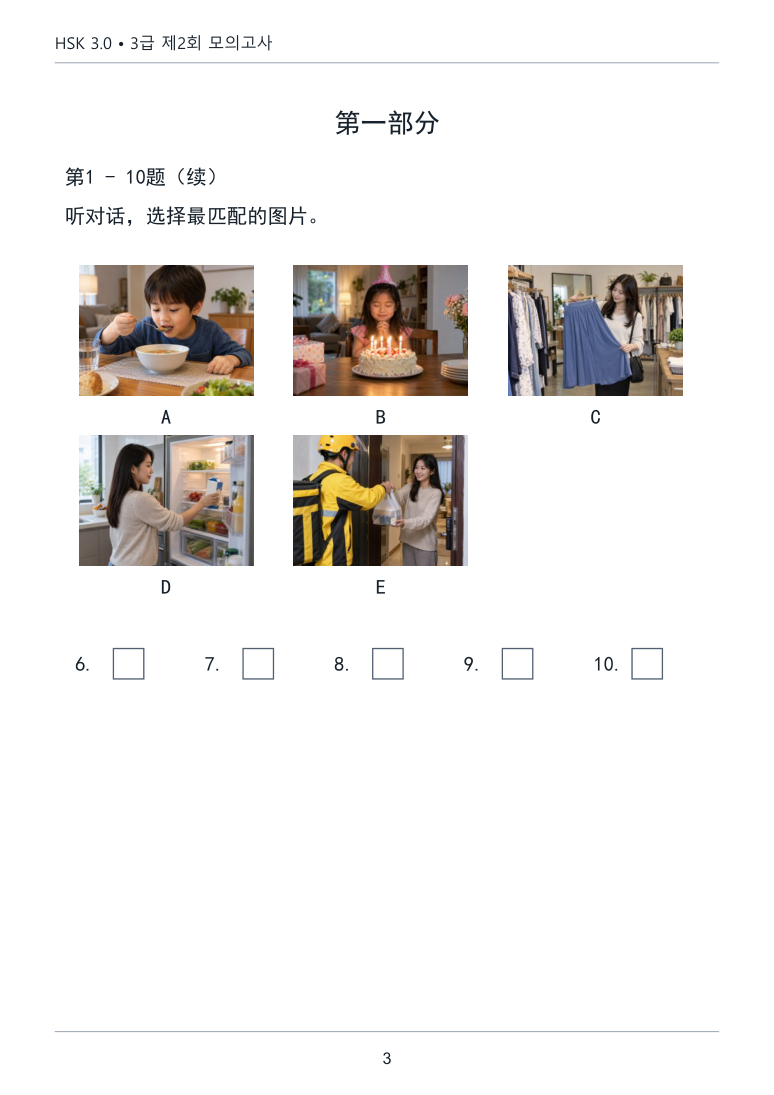 HSK 3.0 • 3급 제2회 모의고사
第一部分
第1 - 10题（续）
听对话，选择最匹配的图片。
A B C
D E
6. 7. 8. 9. 10.
3